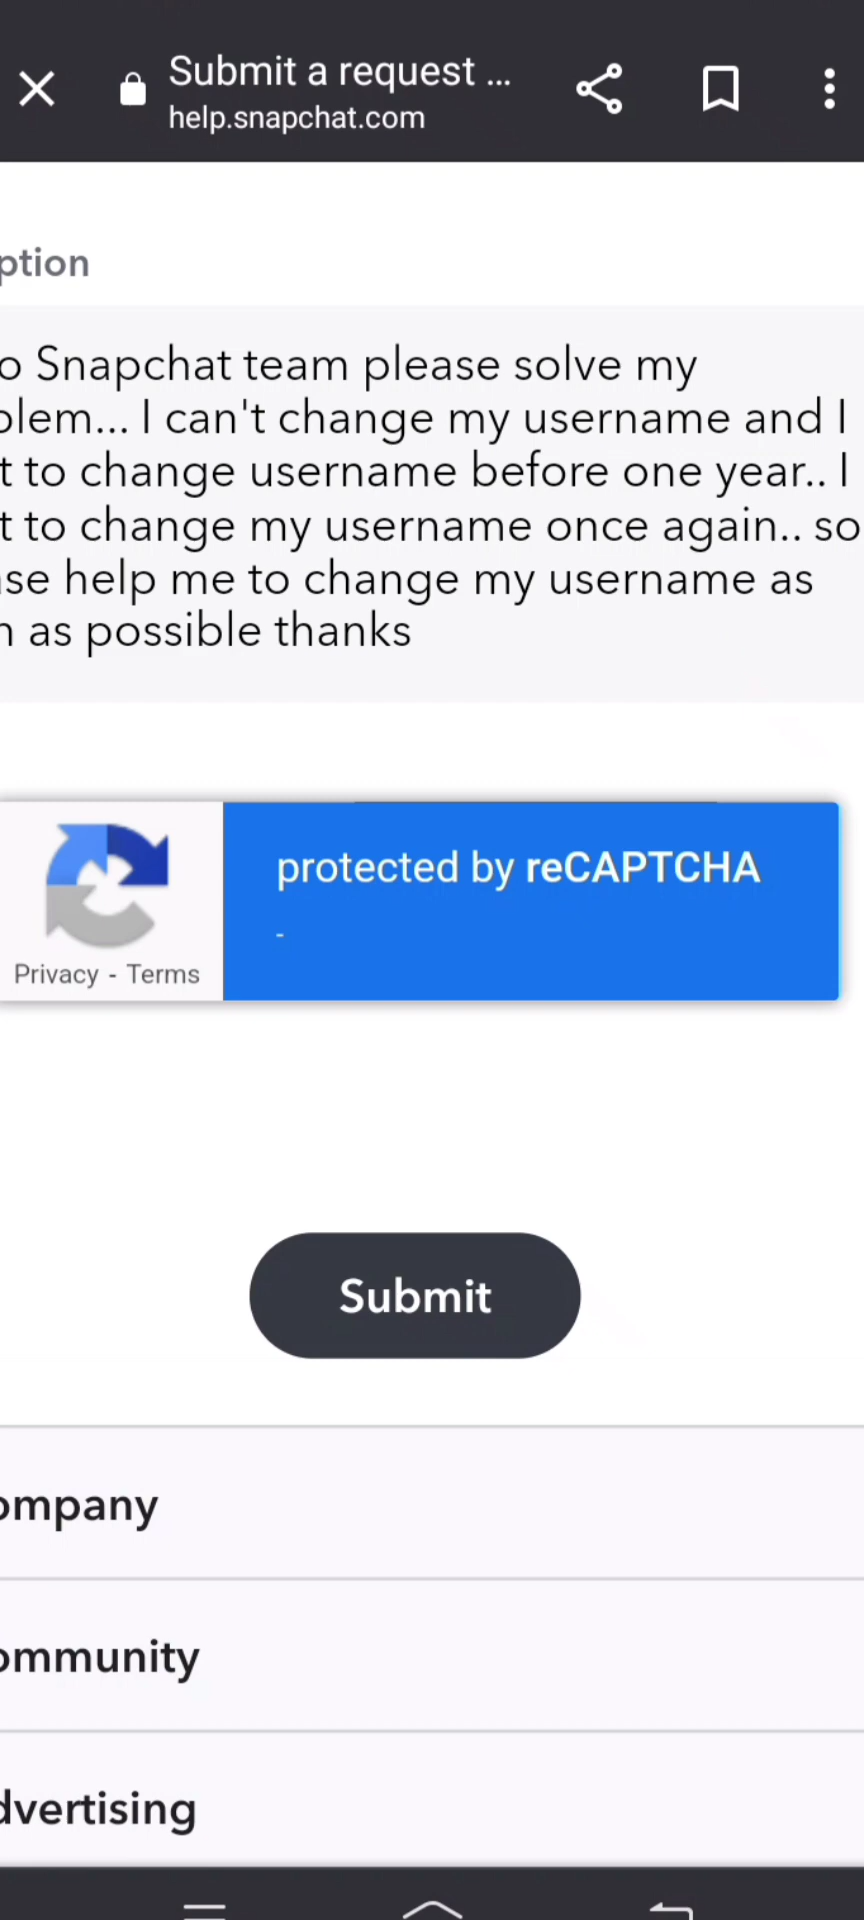 Submit a request ...
help.snapchat.com
ption
o Snapchat team please solve my
olem... I can't change my username and I
t to change username before one year.. I
t to change my username once again.. so
ase help me to change my username as
n as possible thanks
protected by reCAPTCHA
-
Privacy - Terms
Submit
ompany
ommunity
dvertising